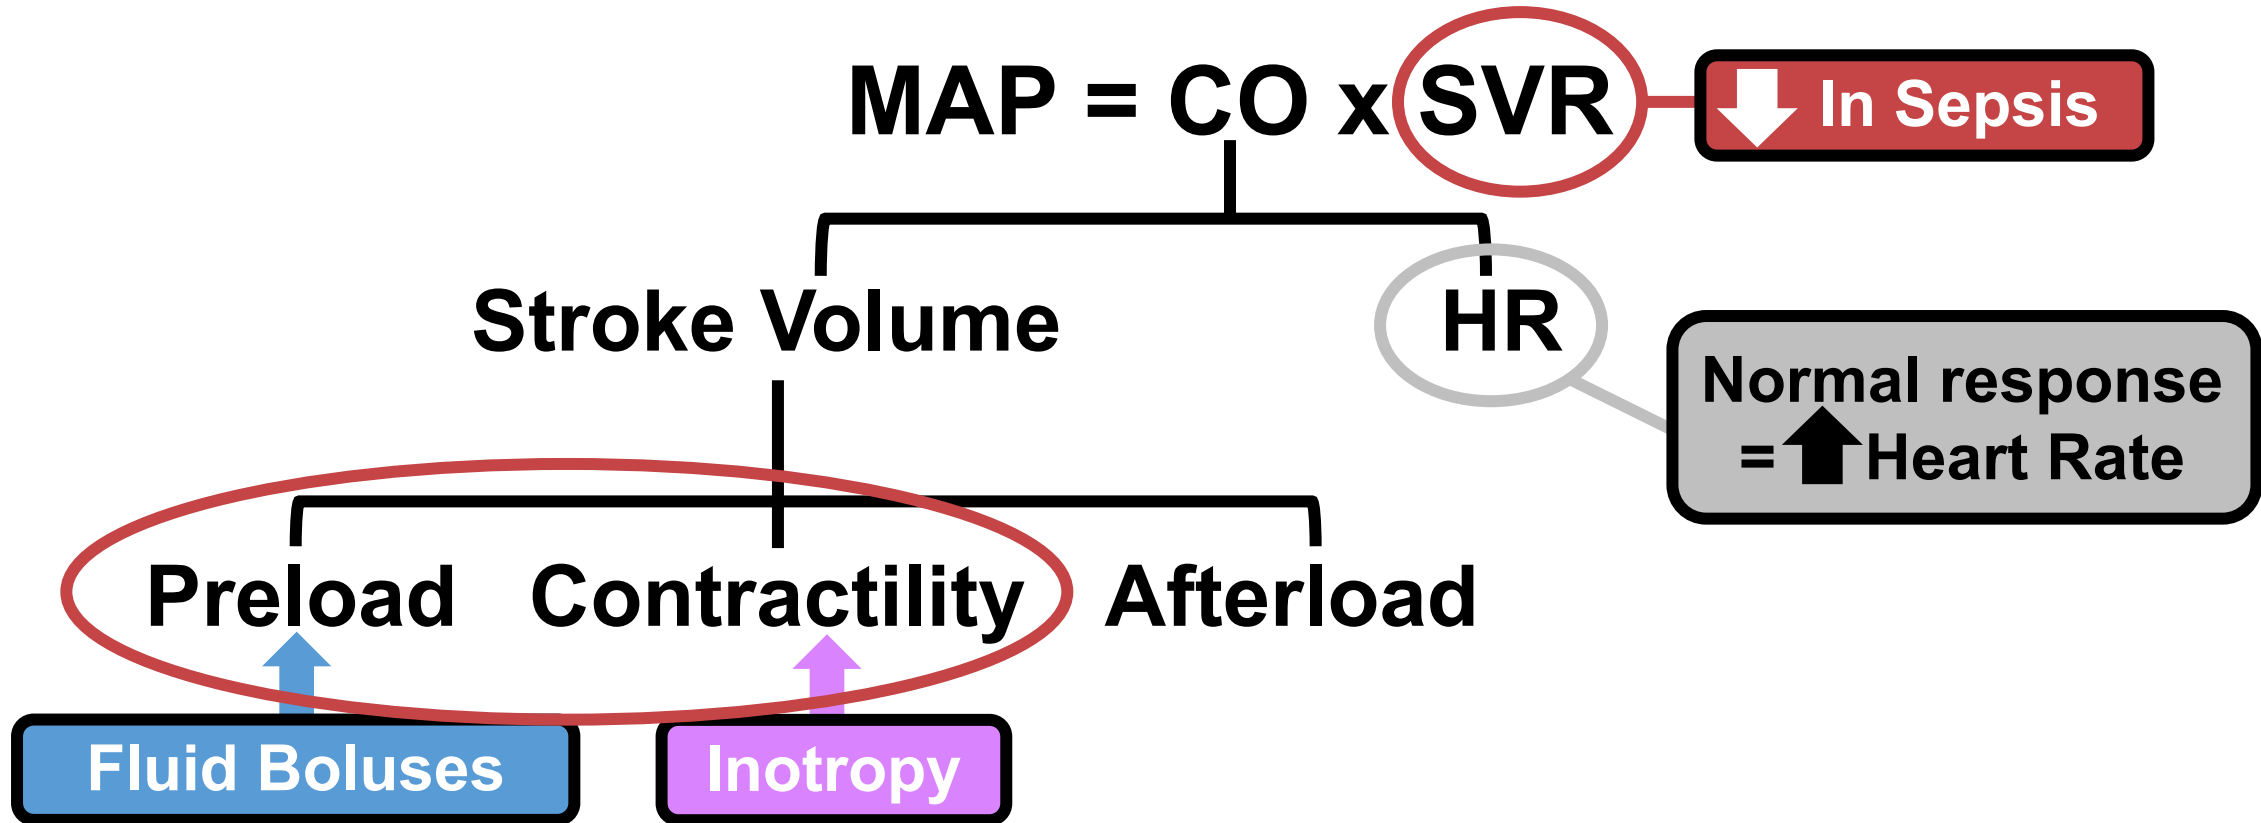 MAP = CO x SVR
In Sepsis
Stroke Volume
HR
Normal response
= Heart Rate
Preload Contractility Afterload
Fluid Boluses
Inotropy